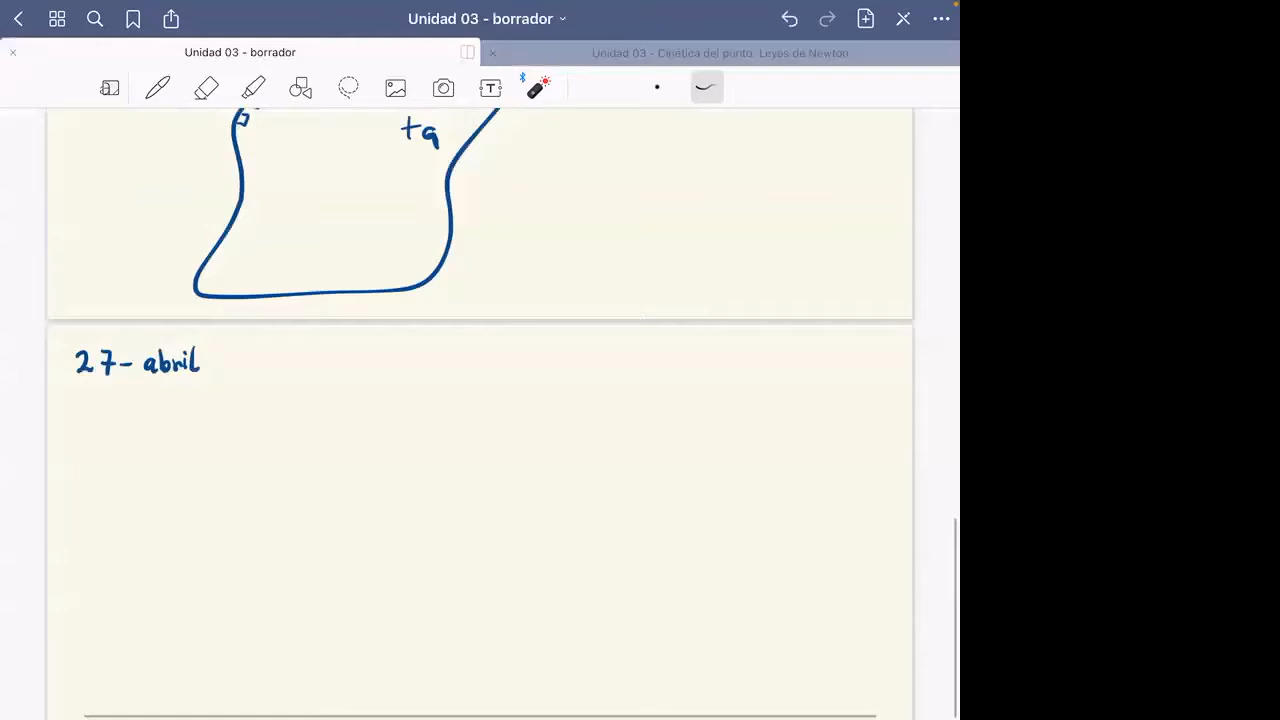 Unidad 03 - borrador
Unidad 03 - borrador
Unidad 03 - Cinética del punto. Leyes de Newton
T
+q
27- abril